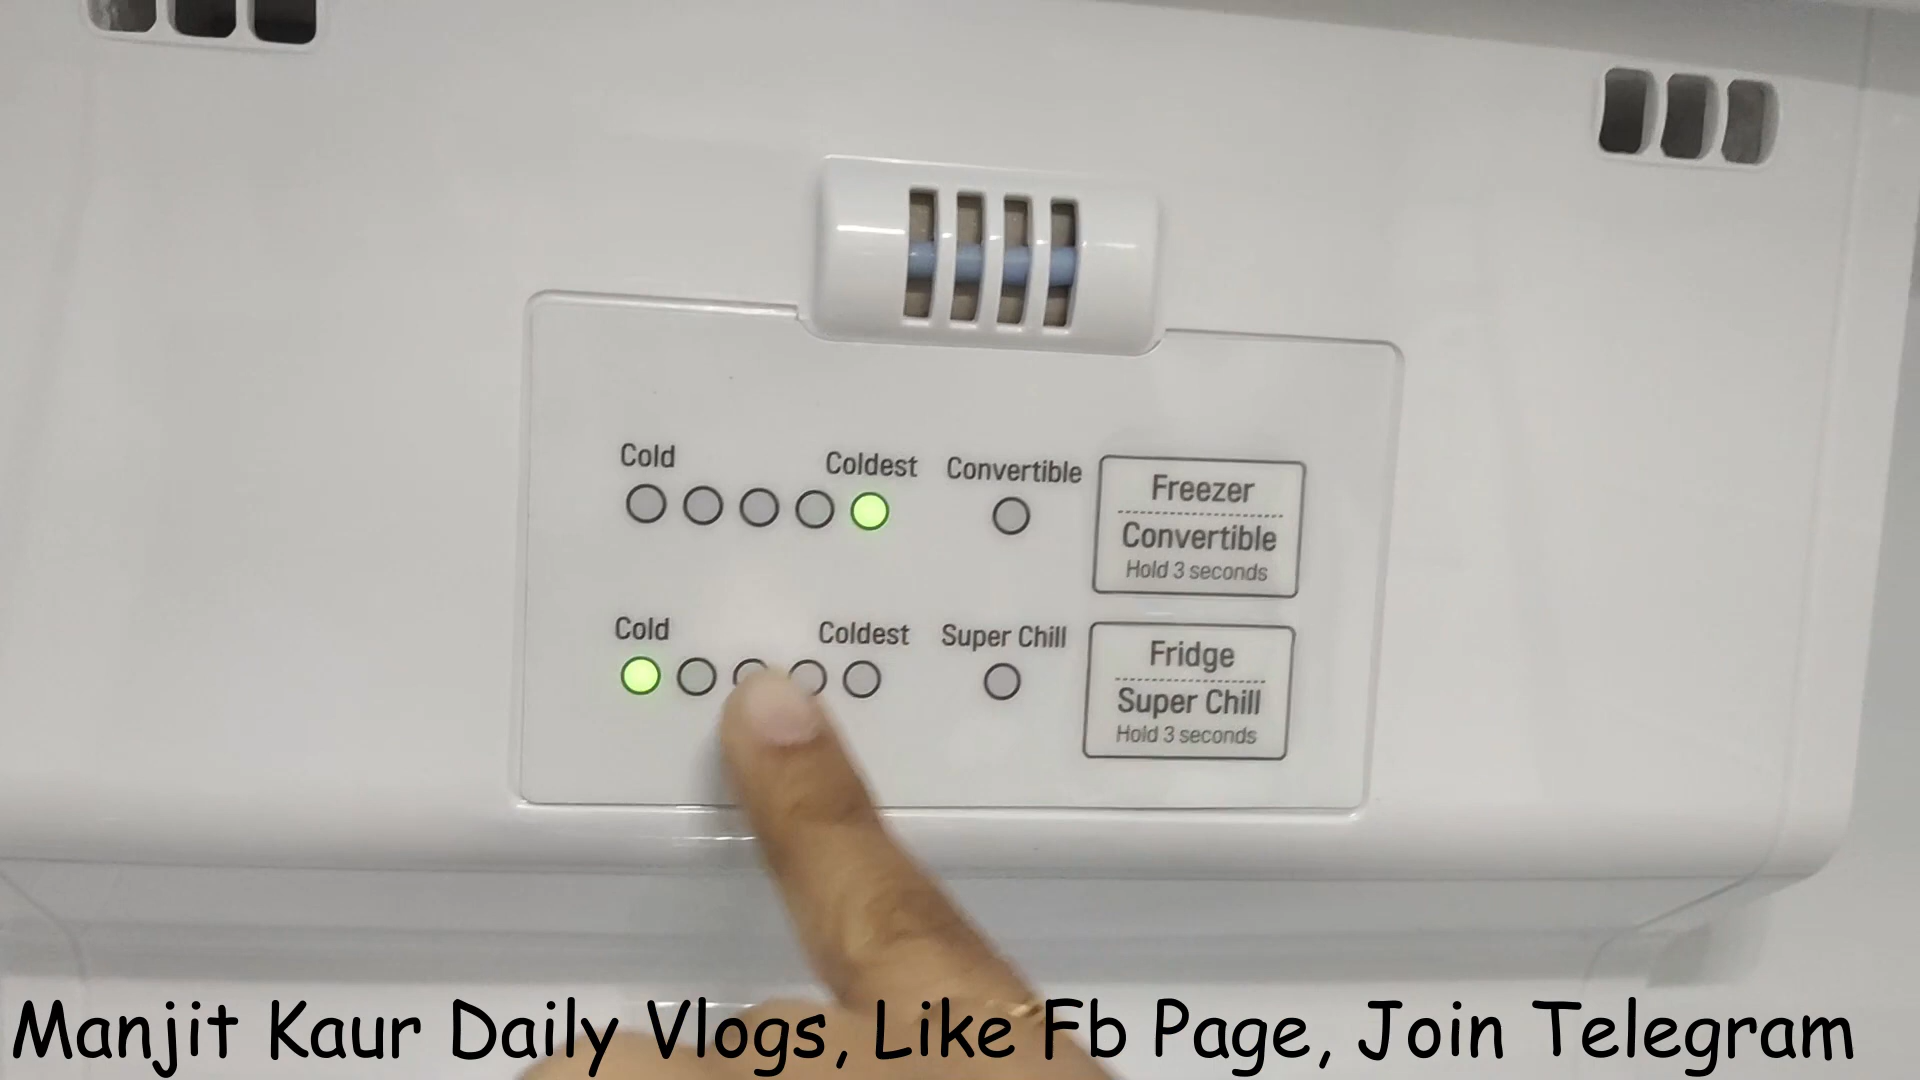 Cold Coldest Convertible
Freezer
Convertible
Hold 3 seconds
Cold Coldest Super Chill
Fridge
Super Chill
Hold 3 seconds
Manjit Kaur Daily Vlogs, Like Fb Page, Join Telegram